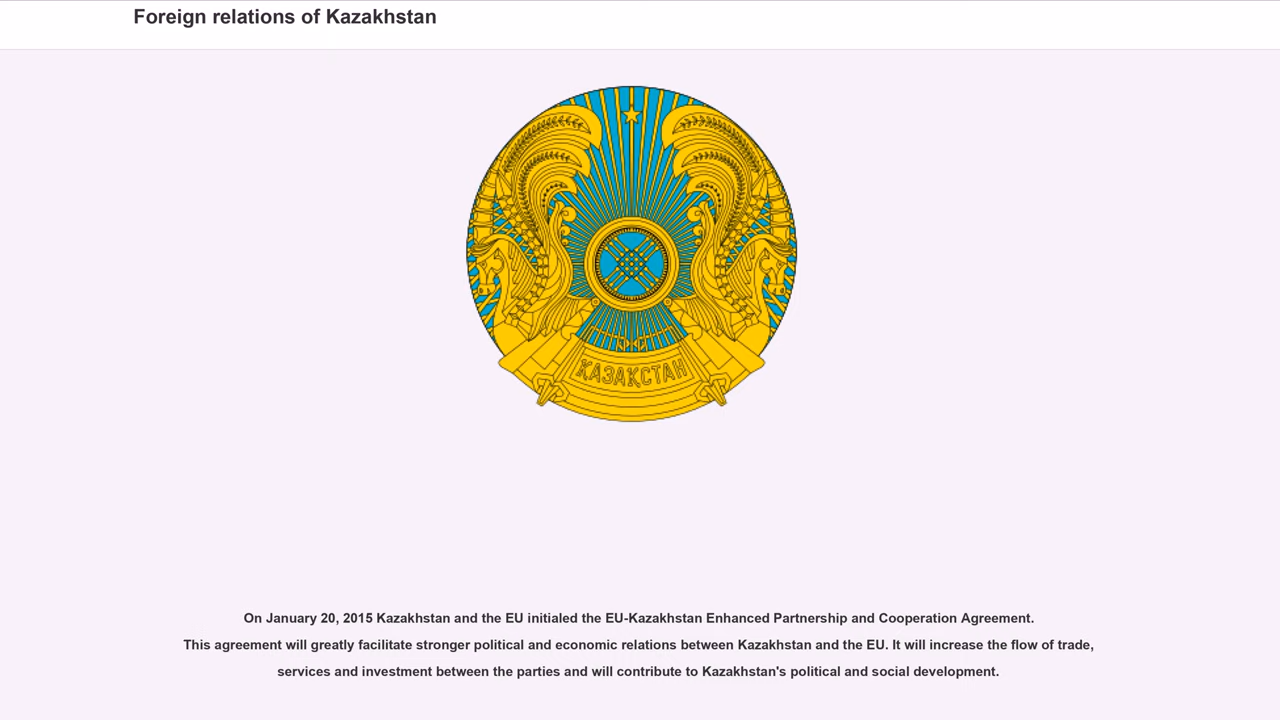 Foreign relations of Kazakhstan
ҚАЗАҚСТАН
On January 20, 2015 Kazakhstan and the EU initialed the EU-Kazakhstan Enhanced Partnership and Cooperation Agreement.
This agreement will greatly facilitate stronger political and economic relations between Kazakhstan and the EU. It will increase the flow of trade,
services and investment between the parties and will contribute to Kazakhstan's political and social development.